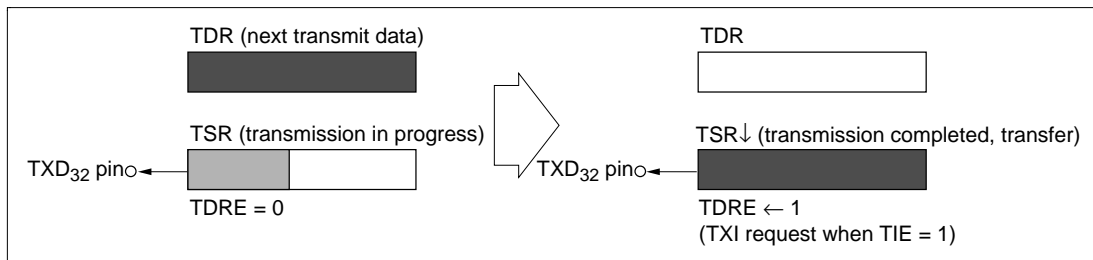 TDR (next transmit data)
TSR (transmission in progress)
TXD32 pin
TDRE = 0
TDR
TSR↓ (transmission completed, transfer)
TXD32 pin
TDRE ← 1
(TXI request when TIE = 1)